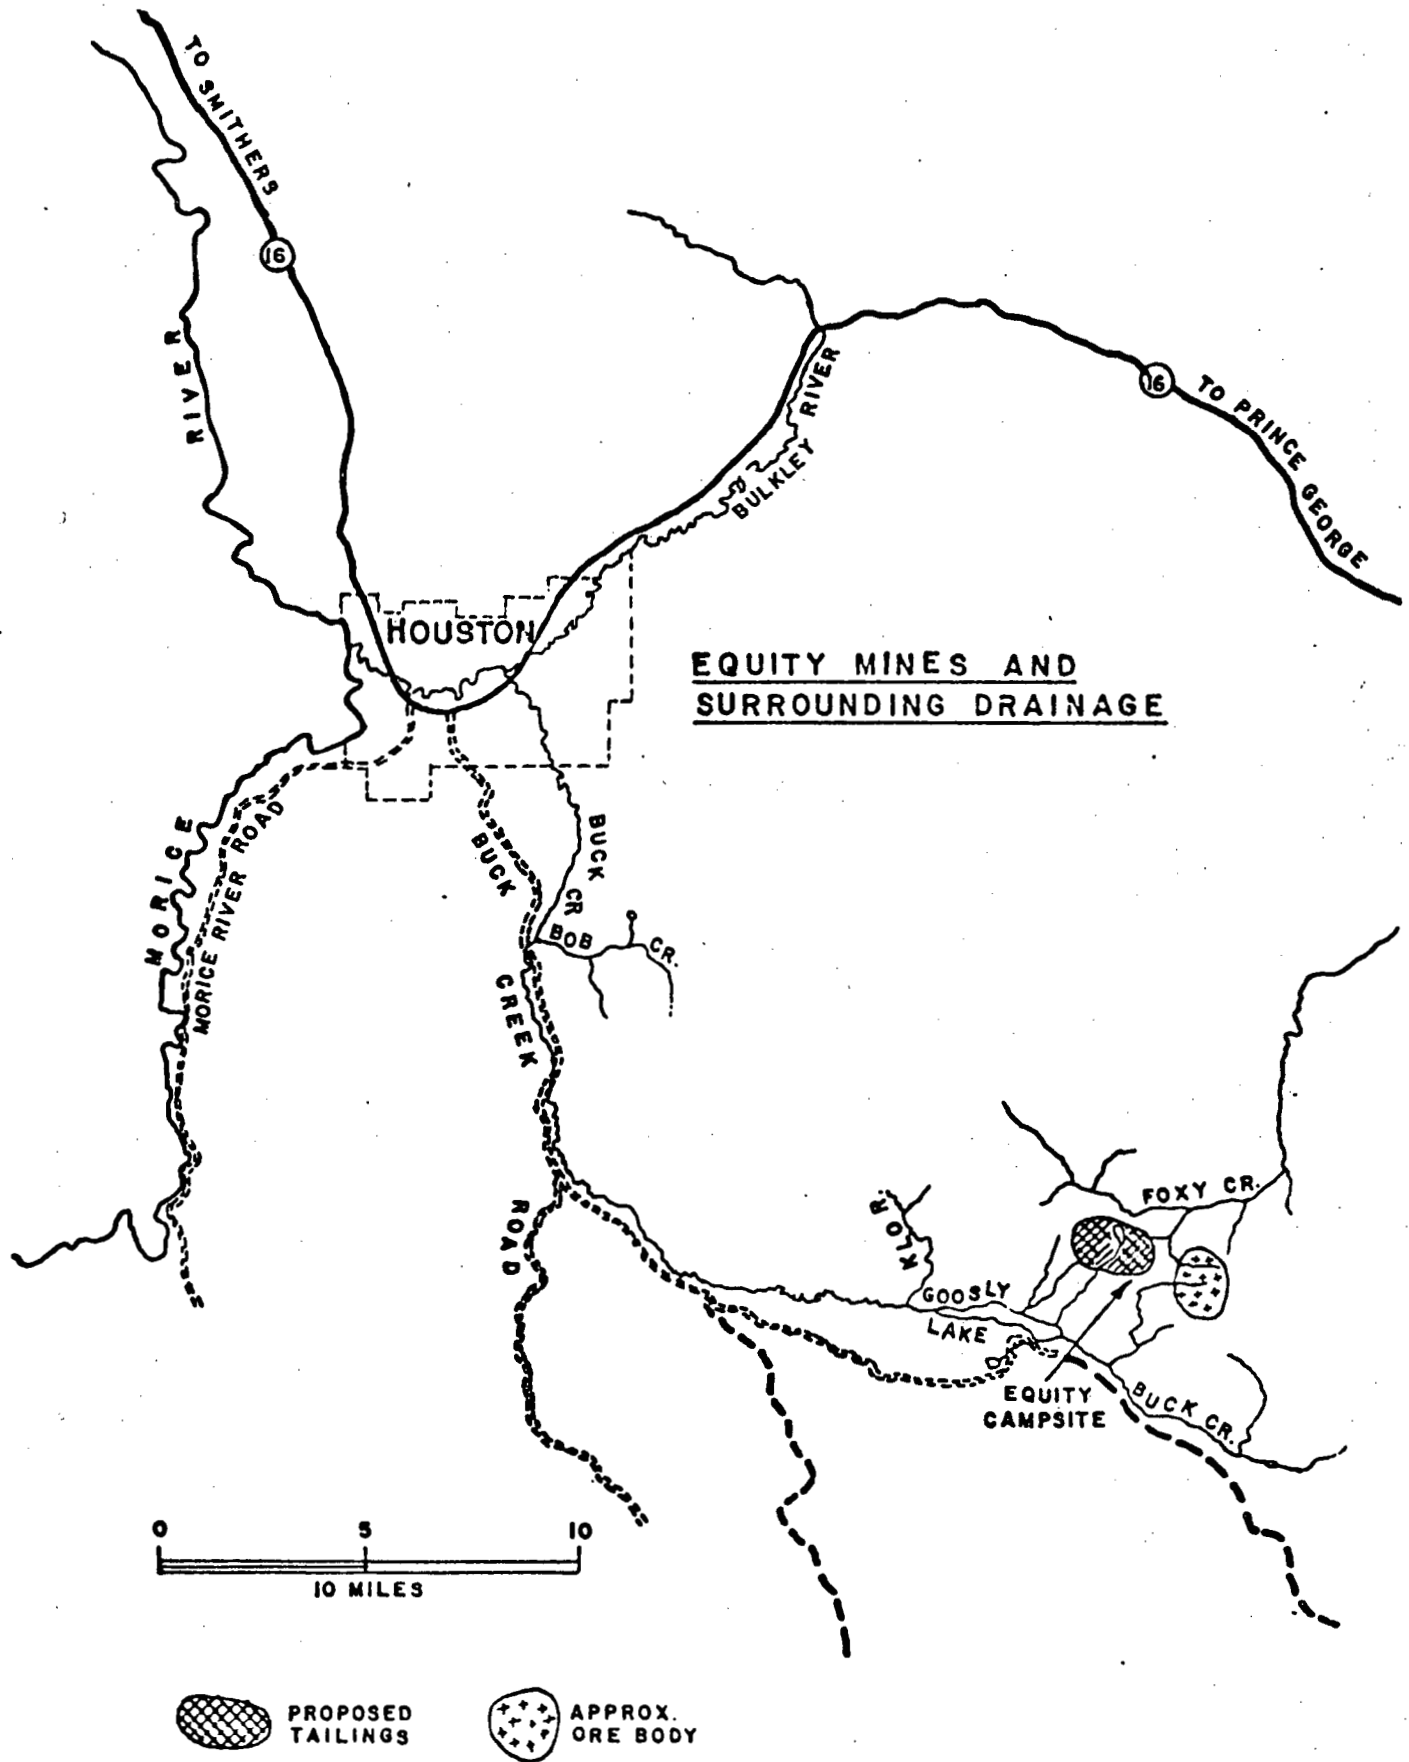 TO SMITHERS
16
RIVER
RIVER
BULKLEY
16
TO PRINCE GEORGE
HOUSTON
EQUITY MINES AND
SURROUNDING DRAINAGE
MORICE
MORICE RIVER ROAD
BUCK
BUCK CR
BOB CR.
CREEK
ROAD
KLOR.
FOXY CR.
GOOSLY
LAKE
EQUITY
CAMPSITE
BUCK CR.
0 5 10
10 MILES
PROPOSED
TAILINGS
APPROX.
ORE BODY